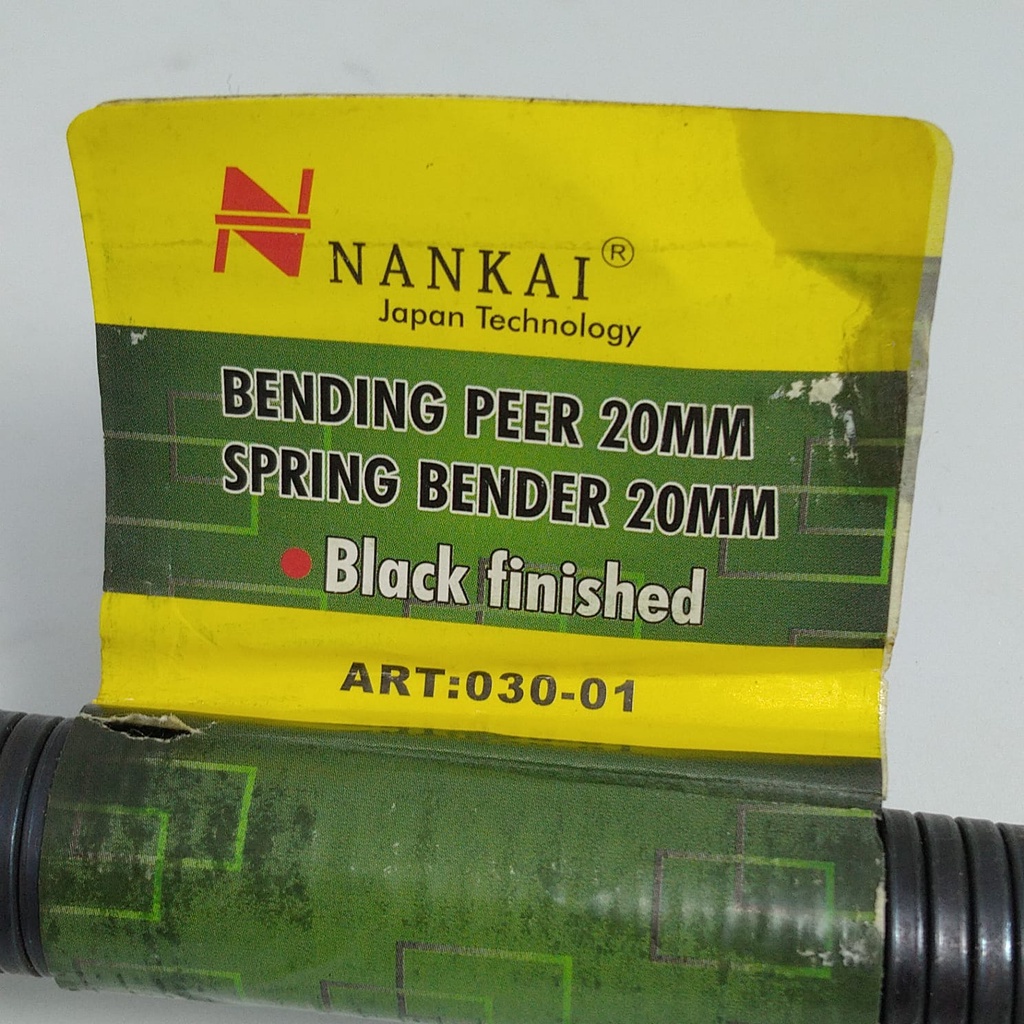 NANKAI®
Japan Technology
BENDING PEER 20MM
SPRING BENDER 20MM
Black finished
ART:030-01